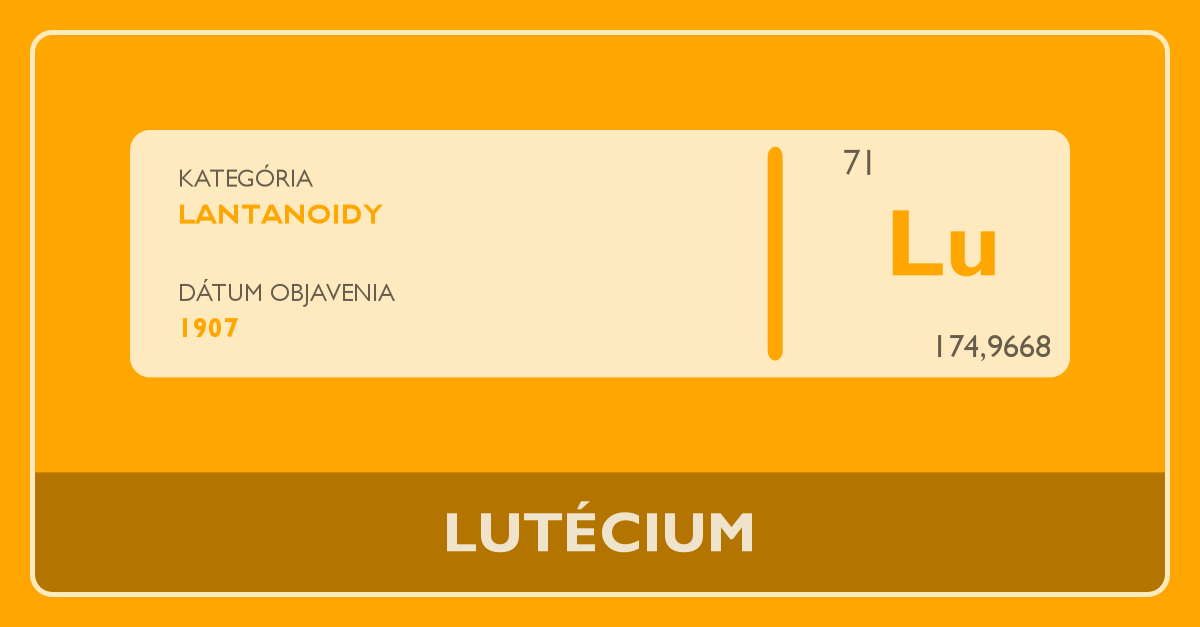 KATEGÓRIA
LANTANOIDY
DÁTUM OBJAVENIA
1907
71
Lu
174,9668
LUTÉCIUM